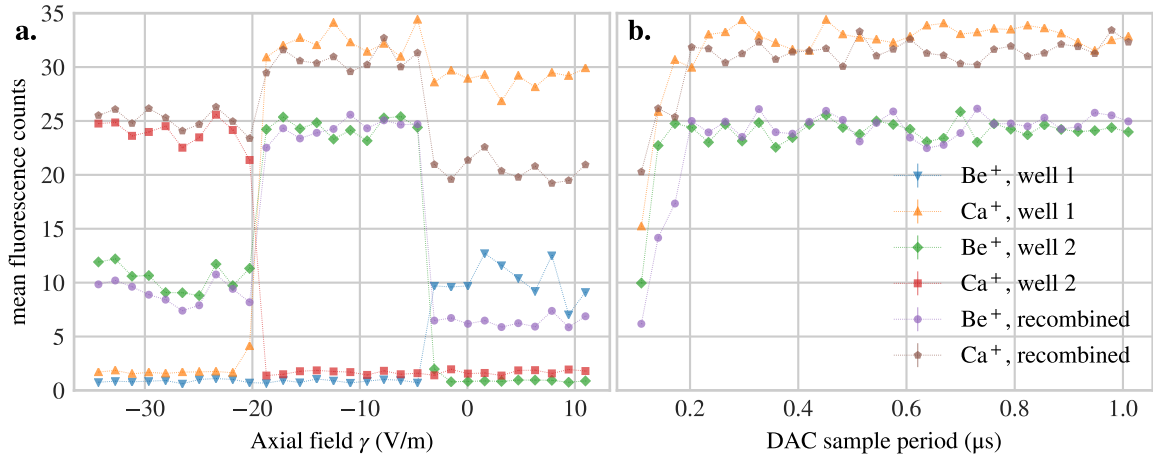 a.
mean fluorescence counts
35
30
25
20
15
10
5
0
−30
−20
−10
0
10
Axial field γ (V/m)
b.
Be⁺, well 1
Ca⁺, well 1
Be⁺, well 2
Ca⁺, well 2
Be⁺, recombined
Ca⁺, recombined
0.2
0.4
0.6
0.8
1.0
DAC sample period (μs)